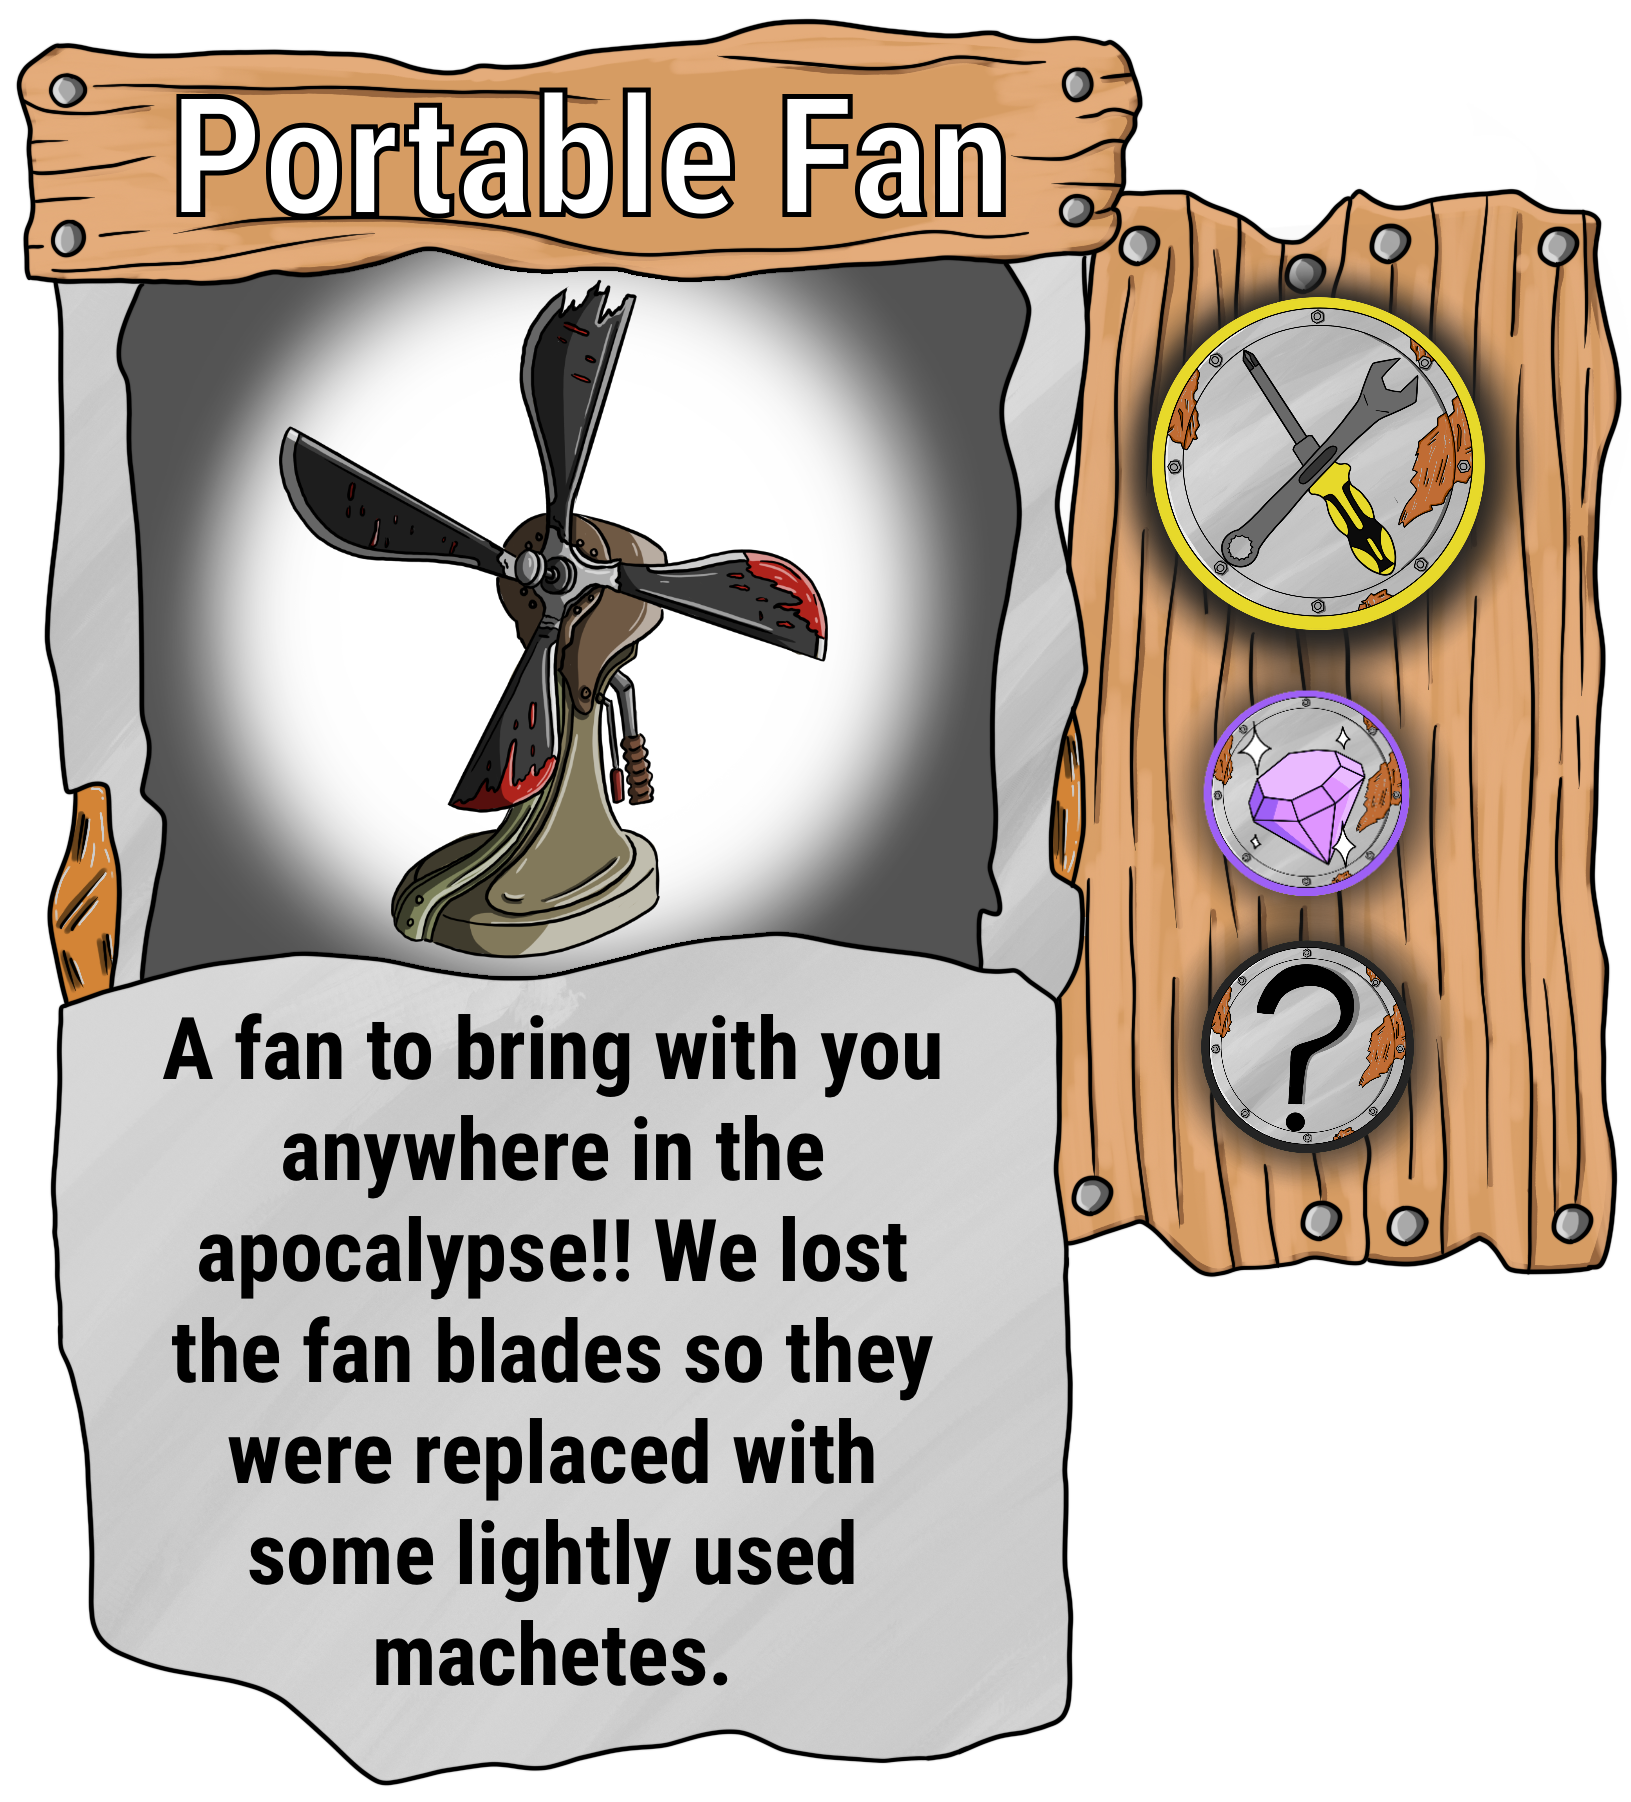 Portable Fan
A fan to bring with you
anywhere in the
apocalypse!! We lost
the fan blades so they
were replaced with
some lightly used
machetes.
?